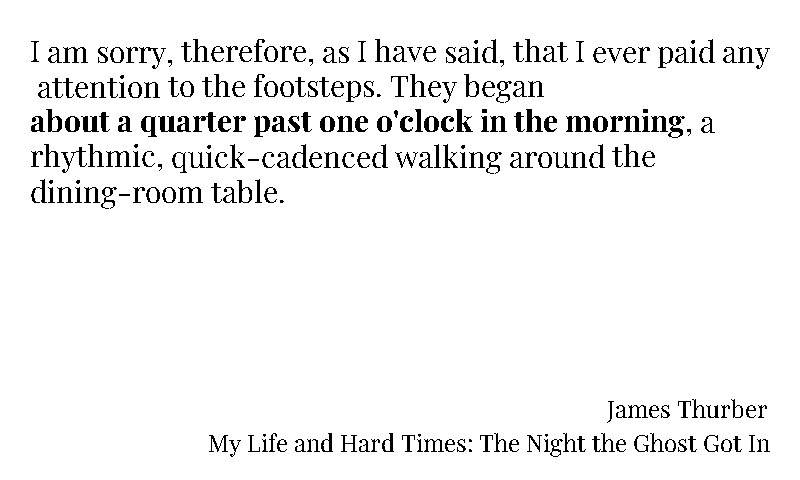 I am sorry, therefore, as I have said, that I ever paid any
attention to the footsteps. They began
about a quarter past one o'clock in the morning, a
rhythmic, quick-cadenced walking around the
dining-room table.
James Thurber
My Life and Hard Times: The Night the Ghost Got In